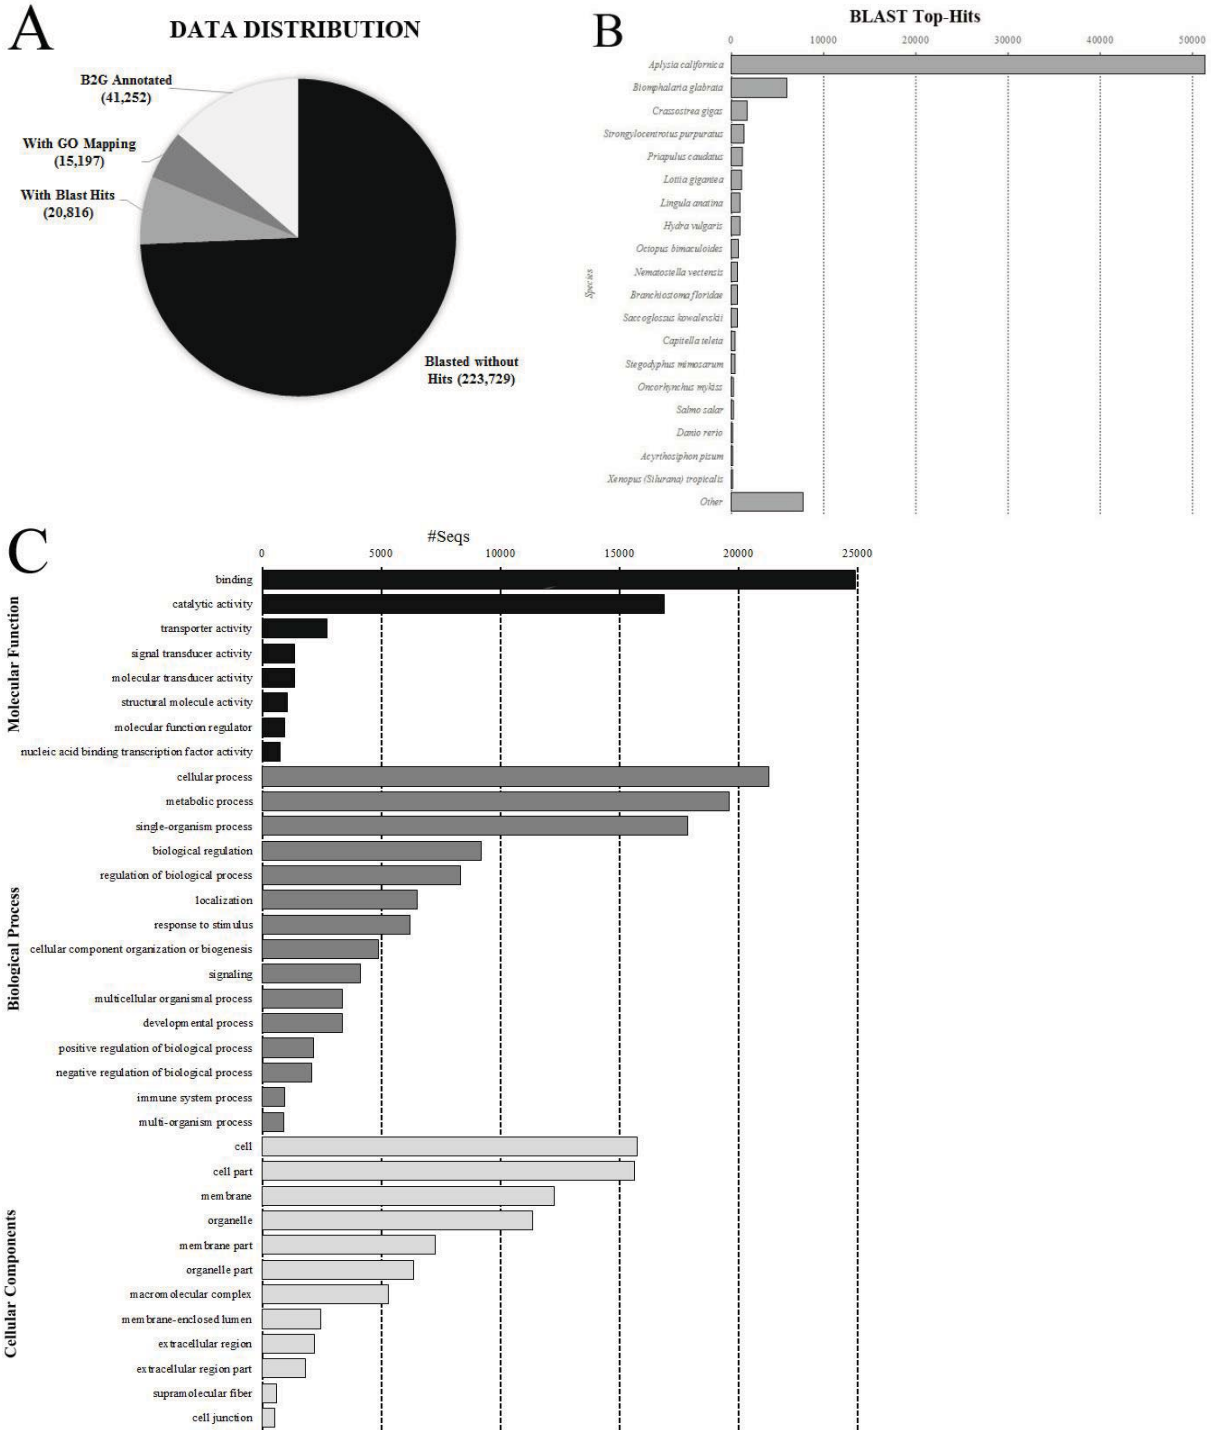 A
DATA DISTRIBUTION
B2G Annotated
(41,252)
With GO Mapping
(15,197)
With Blast Hits
(20,816)
Blasted without
Hits (223,729)
B
BLAST Top-Hits
0 10000 20000 30000 40000 50000
Species
Aplysia californica
Biomphalaria glabrata
Crassostrea gigas
Strongylocentrotus purpuratus
Priapulus caudatus
Lottia gigantea
Lingula anatina
Hydra vulgaris
Octopus bimaculoides
Nematostella vectensis
Branchiostoma floridae
Saccoglossus kowalevskii
Capitella teleta
Stegodyphus mimosarum
Oncorhynchus mykiss
Salmo salar
Danio rerio
Acyrthosiphon pisum
Xenopus (Silurana) tropicalis
Other
C
#Seqs
0 5000 10000 15000 20000 25000
Molecular Function
binding
catalytic activity
transporter activity
signal transducer activity
molecular transducer activity
structural molecule activity
molecular function regulator
nucleic acid binding transcription factor activity
Biological Process
cellular process
metabolic process
single-organism process
biological regulation
regulation of biological process
localization
response to stimulus
cellular component organization or biogenesis
signaling
multicellular organismal process
developmental process
positive regulation of biological process
negative regulation of biological process
immune system process
multi-organism process
Cellular Components
cell
cell part
membrane
organelle
membrane part
organelle part
macromolecular complex
membrane-enclosed lumen
extracellular region
extracellular region part
supramolecular fiber
cell junction